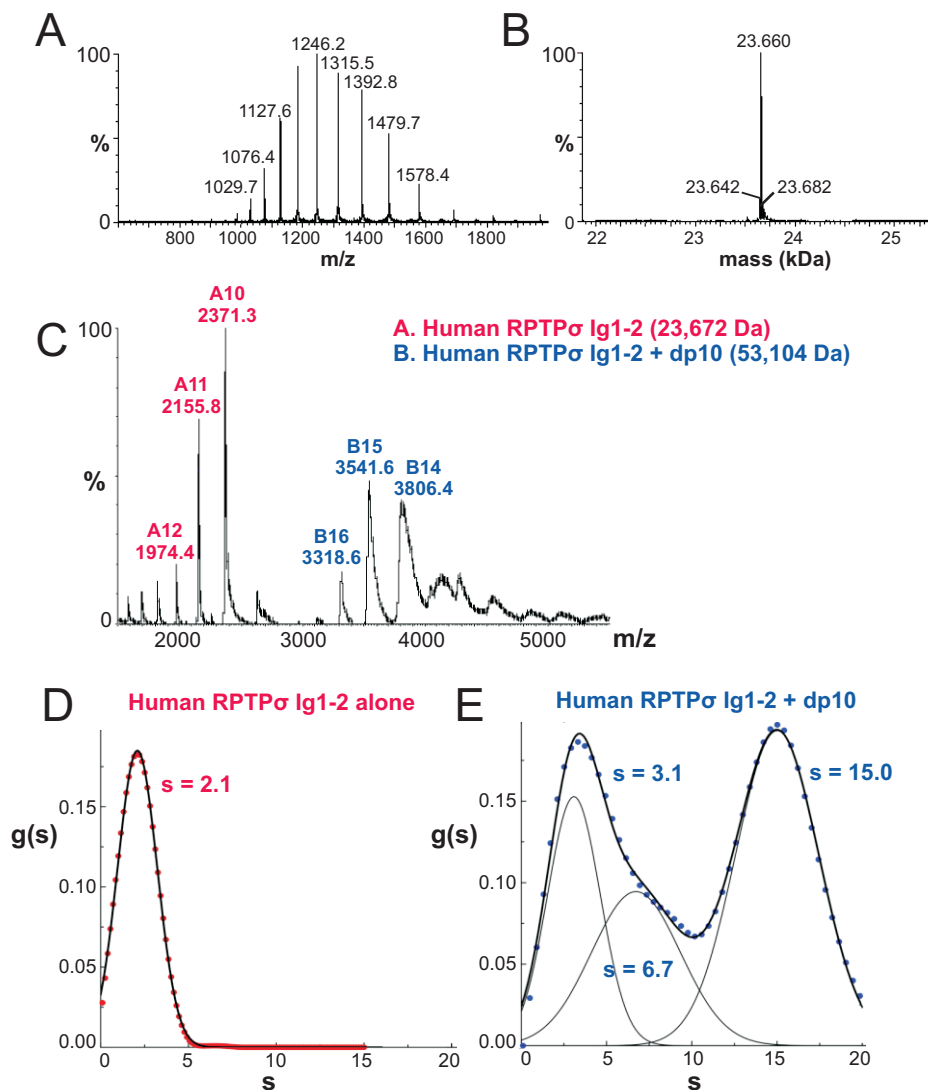 A
100
1246.2
1315.5
1392.8
1127.6
1479.7
1076.4
1578.4
1029.7
%
0
800 1000 1200 1400 1600 1800
m/z
B
100
23.660
%
23.642
23.682
0
22 23 24 25
mass (kDa)
C
A10
2371.3
100
A. Human RPTPσ Ig1-2 (23,672 Da)
B. Human RPTPσ Ig1-2 + dp10 (53,104 Da)
A11
2155.8
B15
3541.6
B14
3806.4
%
A12
1974.4
B16
3318.6
0
2000 3000 4000 5000 m/z
D
Human RPTPσ Ig1-2 alone
s = 2.1
0.15
g(s)
0.10
0.05
0.00
0 5 10 15 20
s
E
Human RPTPσ Ig1-2 + dp10
s = 3.1
s = 15.0
0.15
g(s)
0.10
s = 6.7
0.05
0.00
0 5 10 15 20
s